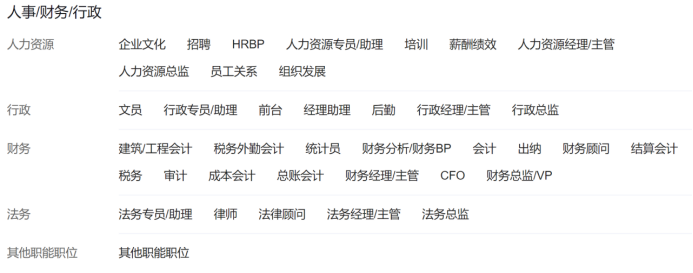 人事/财务/行政
人力资源 企业文化 招聘 HRBP 人力资源专员/助理 培训 薪酬绩效 人力资源经理/主管
人力资源总监 员工关系 组织发展
行政 文员 行政专员/助理 前台 经理助理 后勤 行政经理/主管 行政总监
财务 建筑/工程会计 税务外勤会计 统计员 财务分析/财务BP 会计 出纳 财务顾问 结算会计
税务 审计 成本会计 总账会计 财务经理/主管 CFO 财务总监/VP
法务 法务专员/助理 律师 法律顾问 法务经理/主管 法务总监
其他职能职位 其他职能职位